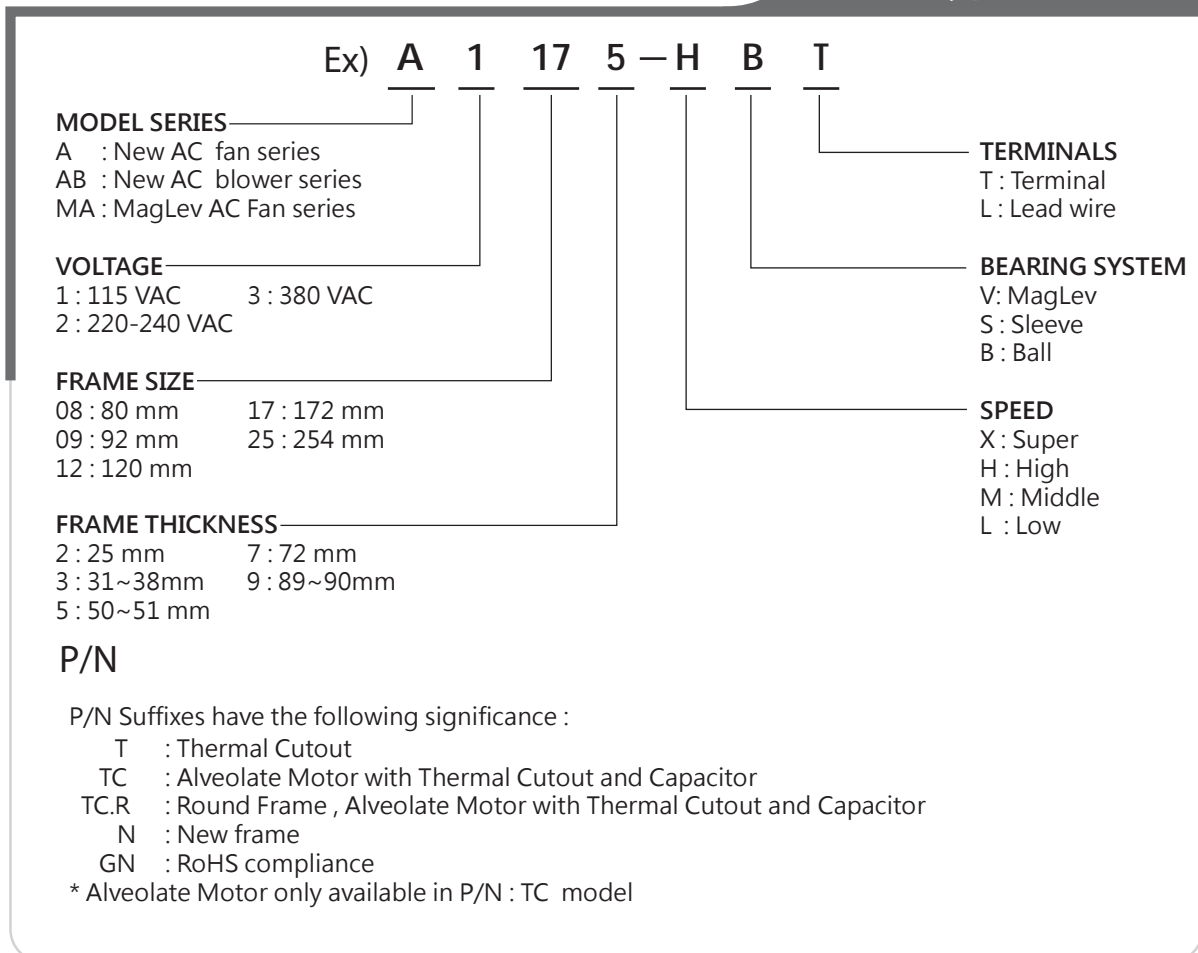 Ex) A 1 17 5 — H B T
MODEL SERIES
A : New AC fan series
AB : New AC blower series
MA : MagLev AC Fan series
VOLTAGE
1 : 115 VAC 3 : 380 VAC
2 : 220-240 VAC
FRAME SIZE
08 : 80 mm 17 : 172 mm
09 : 92 mm 25 : 254 mm
12 : 120 mm
FRAME THICKNESS
2 : 25 mm 7 : 72 mm
3 : 31~38mm 9 : 89~90mm
5 : 50~51 mm
TERMINALS
T : Terminal
L : Lead wire
BEARING SYSTEM
V: MagLev
S : Sleeve
B : Ball
SPEED
X : Super
H : High
M : Middle
L : Low
P/N
P/N Suffixes have the following significance :
T : Thermal Cutout
TC : Alveolate Motor with Thermal Cutout and Capacitor
TC.R : Round Frame , Alveolate Motor with Thermal Cutout and Capacitor
N : New frame
GN : RoHS compliance
* Alveolate Motor only available in P/N : TC model